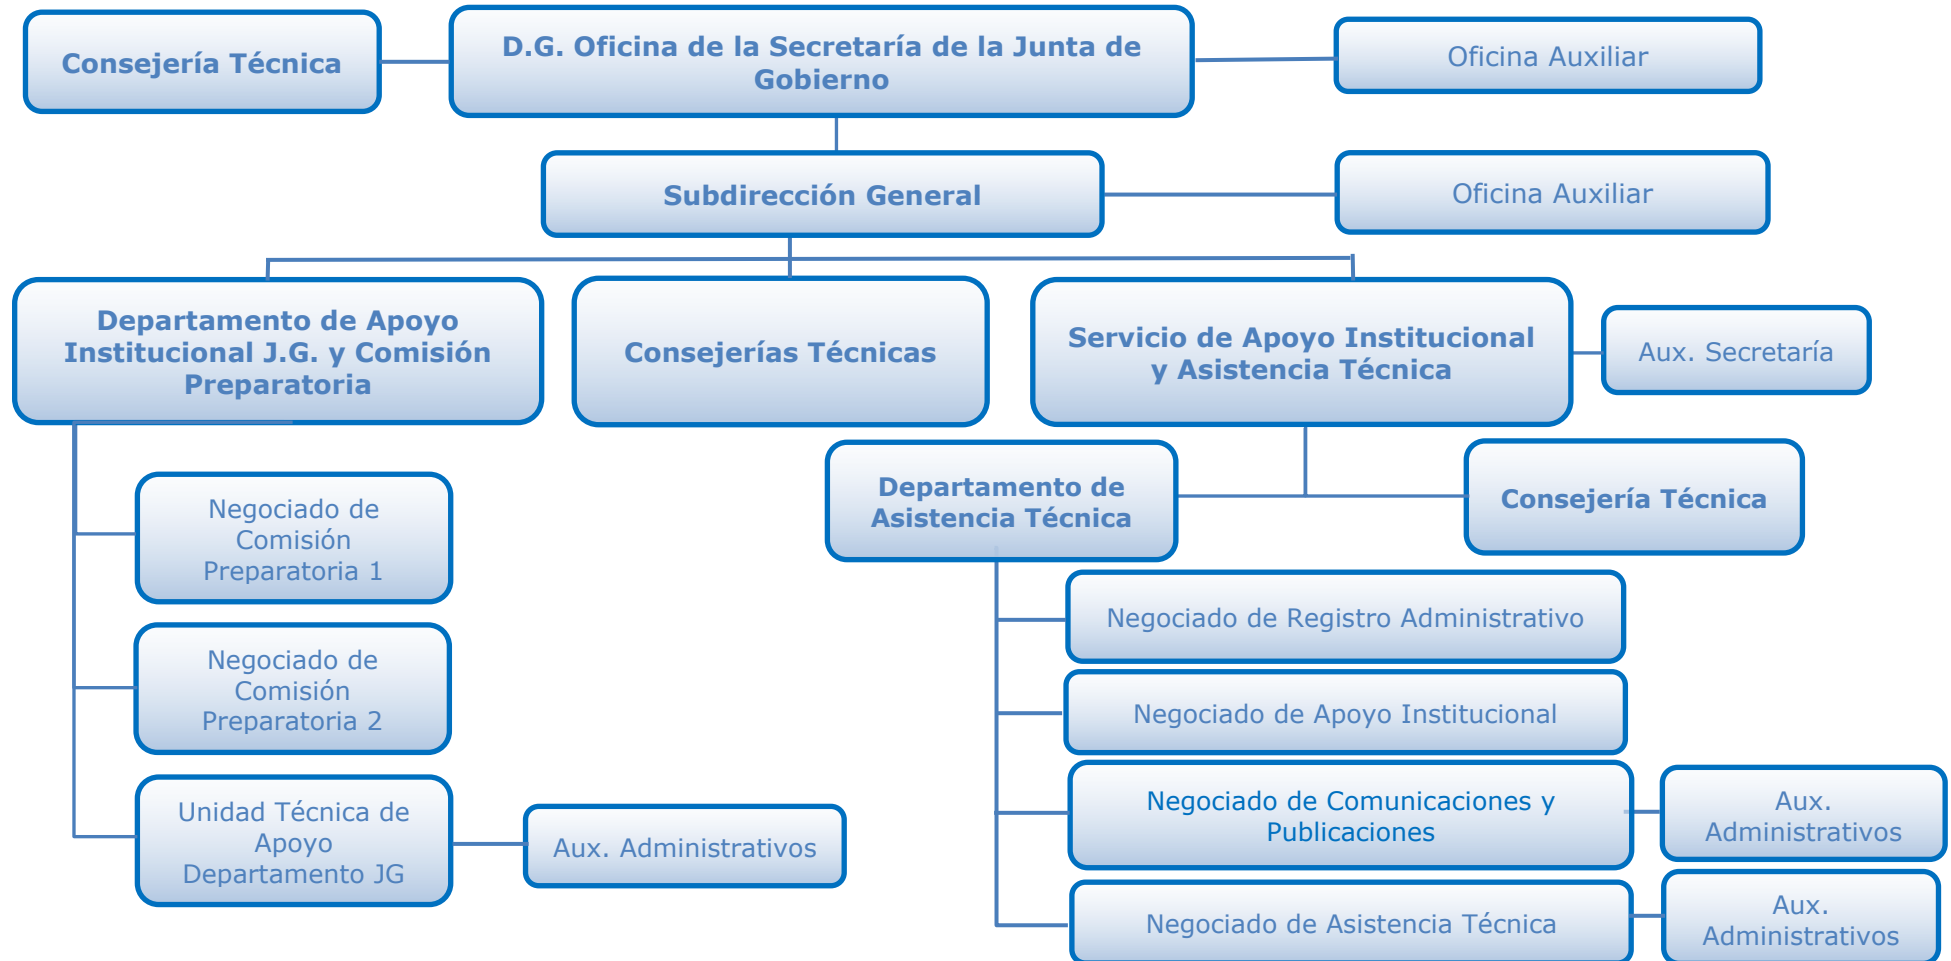 Consejería Técnica
D.G. Oficina de la Secretaría de la Junta de
Gobierno
Oficina Auxiliar
Subdirección General
Oficina Auxiliar
Departamento de Apoyo
Institucional J.G. y Comisión
Preparatoria
Consejerías Técnicas
Servicio de Apoyo Institucional
y Asistencia Técnica
Aux. Secretaría
Negociado de
Comisión
Preparatoria 1
Negociado de
Comisión
Preparatoria 2
Unidad Técnica de
Apoyo
Departamento JG
Aux. Administrativos
Departamento de
Asistencia Técnica
Consejería Técnica
Negociado de Registro Administrativo
Negociado de Apoyo Institucional
Negociado de Comunicaciones y
Publicaciones
Aux.
Administrativos
Negociado de Asistencia Técnica
Aux.
Administrativos